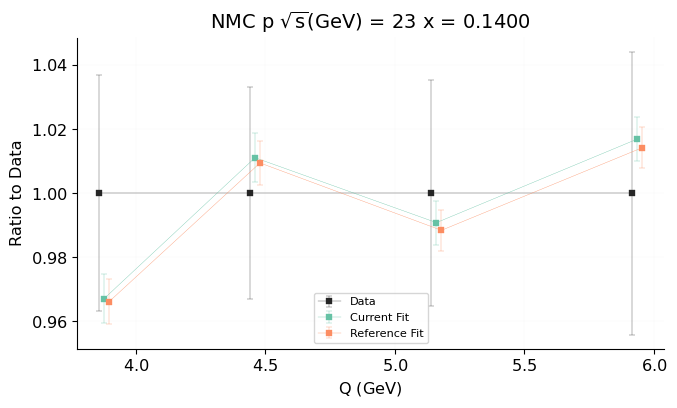 NMC p √s(GeV) = 23 x = 0.1400
Ratio to Data
1.04
1.02
1.00
0.98
0.96
Data
Current Fit
Reference Fit
4.0 4.5 5.0 5.5 6.0
Q (GeV)